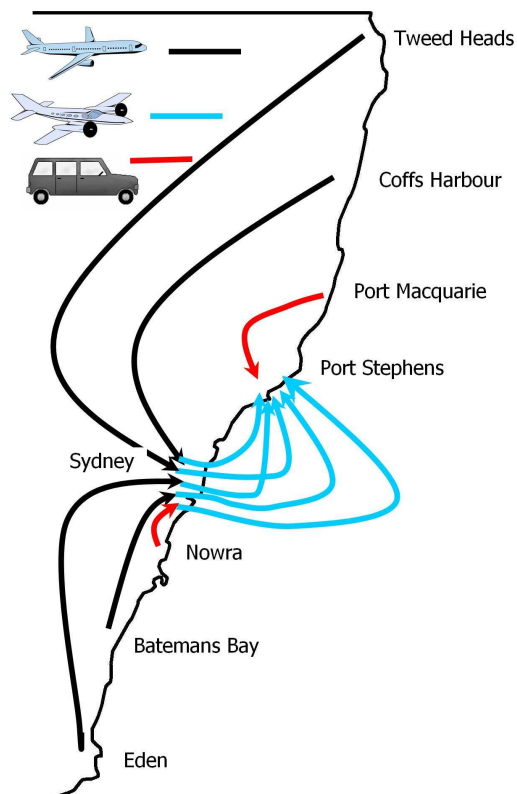 Tweed Heads
Coffs Harbour
Port Macquarie
Port Stephens
Sydney
Nowra
Batemans Bay
Eden